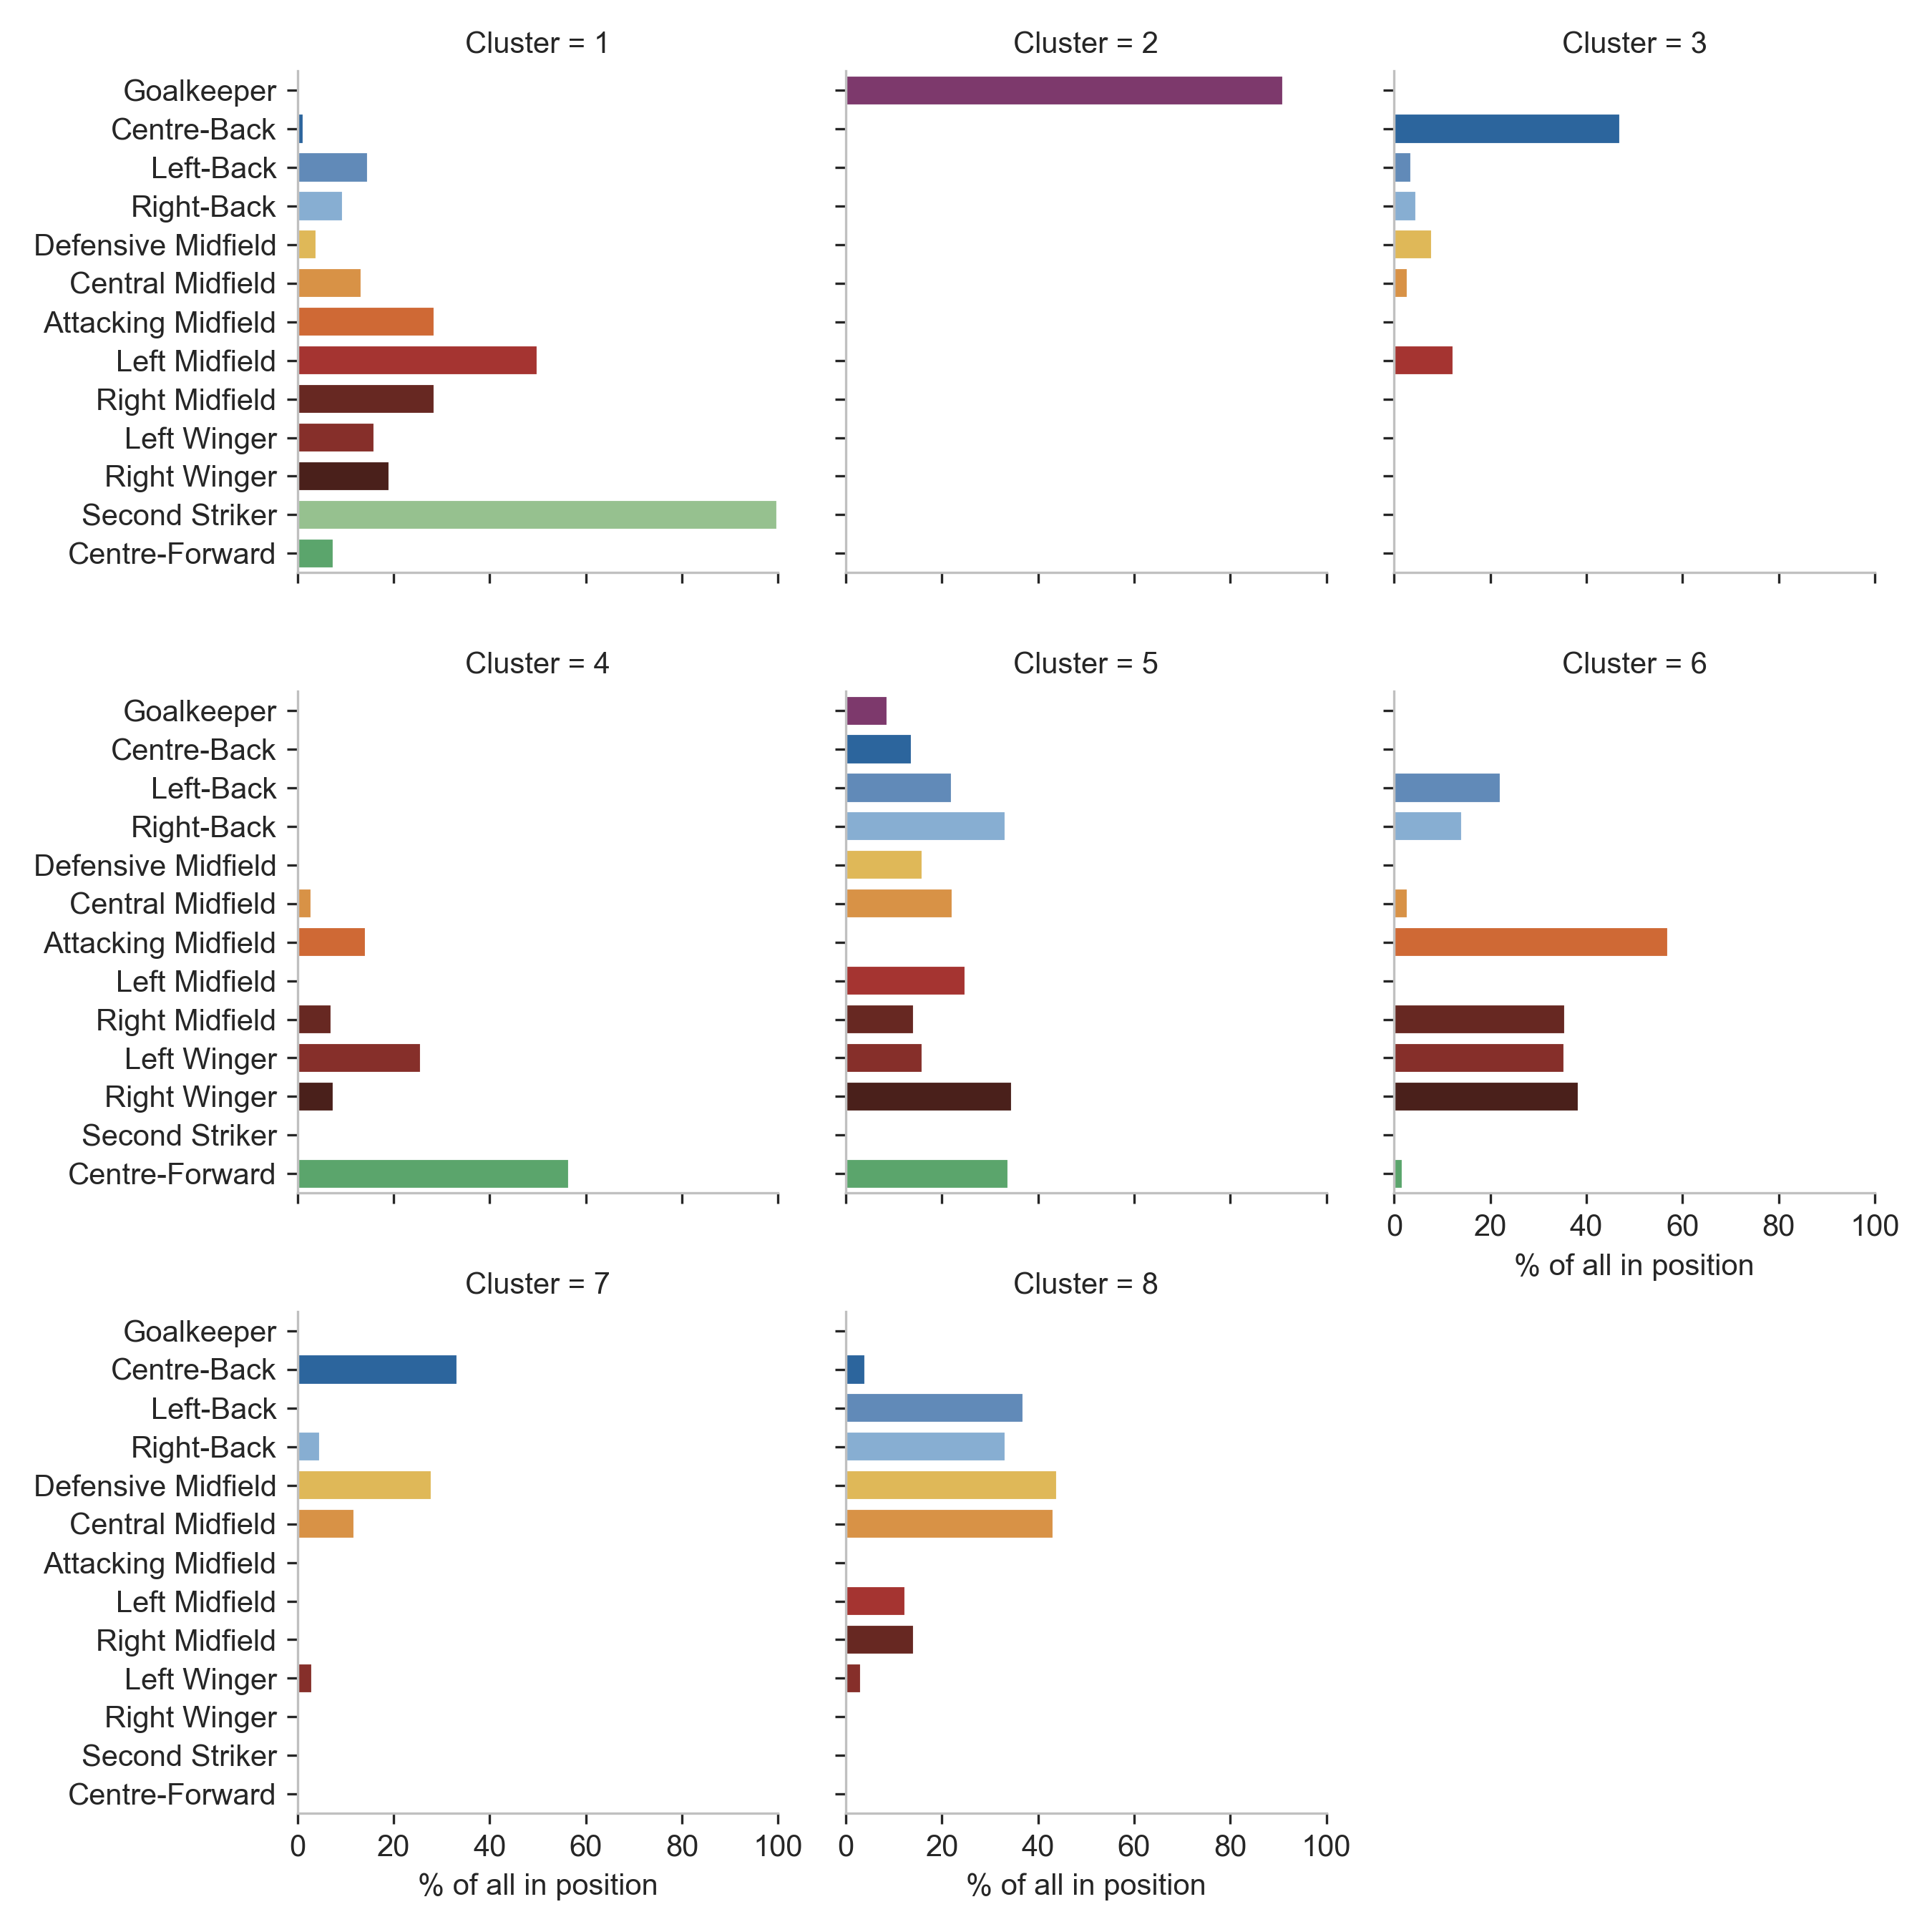 Cluster = 1
Cluster = 2
Cluster = 3
Goalkeeper
Centre-Back
Left-Back
Right-Back
Defensive Midfield
Central Midfield
Attacking Midfield
Left Midfield
Right Midfield
Left Winger
Right Winger
Second Striker
Centre-Forward
Cluster = 4
Cluster = 5
Cluster = 6
Goalkeeper
Centre-Back
Left-Back
Right-Back
Defensive Midfield
Central Midfield
Attacking Midfield
Left Midfield
Right Midfield
Left Winger
Right Winger
Second Striker
Centre-Forward
0 20 40 60 80 100
% of all in position
Cluster = 7
Cluster = 8
Goalkeeper
Centre-Back
Left-Back
Right-Back
Defensive Midfield
Central Midfield
Attacking Midfield
Left Midfield
Right Midfield
Left Winger
Right Winger
Second Striker
Centre-Forward
0 20 40 60 80 100
0 20 40 60 80 100
% of all in position
% of all in position